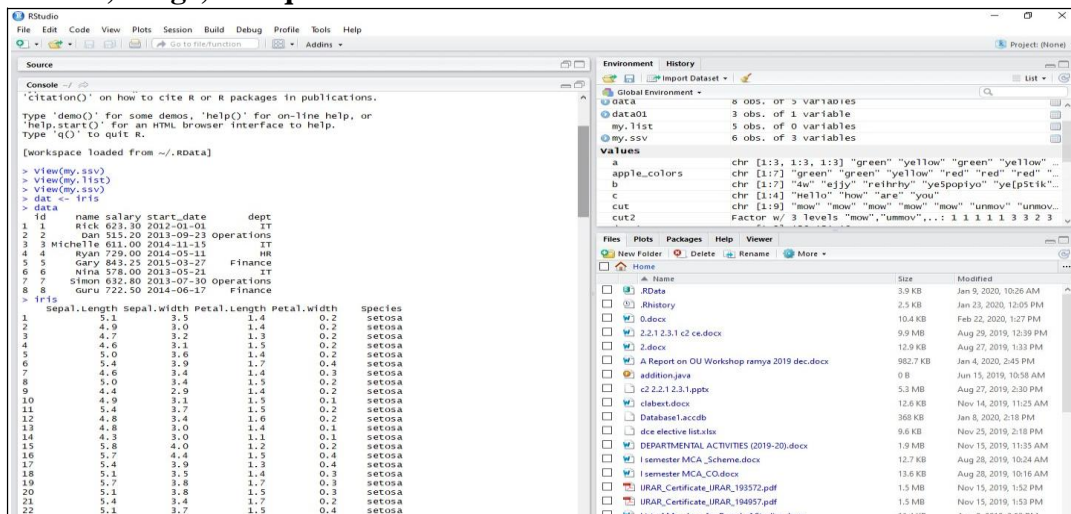 RStudio
File Edit Code View Plots Session Build Debug Profile Tools Help
Go to file/function Addins Project: (None)
Source
Console ~/
'citation()' on how to cite R or R packages in publications.
Type 'demo()' for some demos, 'help()' for on-line help, or
'help.start()' for an HTML browser interface to help.
Type 'q()' to quit R.
[Workspace loaded from ~/.RData]
> View(my.ssv)
> View(my.list)
> View(my.ssv)
> dat <- iris
> data
id name salary start_date dept
1 1 Rick 623.30 2012-01-01 IT
2 2 Dan 515.20 2013-09-23 Operations
3 3 Michelle 611.00 2014-11-15 IT
4 4 Ryan 729.00 2014-05-11 HR
5 5 Gary 843.25 2015-03-27 Finance
6 6 Nina 578.00 2013-05-21 IT
7 7 Simon 632.80 2013-07-30 Operations
8 8 Guru 722.50 2014-06-17 Finance
> iris
Sepal.Length Sepal.Width Petal.Length Petal.Width Species
1 5.1 3.5 1.4 0.2 setosa
2 4.9 3.0 1.4 0.2 setosa
3 4.7 3.2 1.3 0.2 setosa
4 4.6 3.1 1.5 0.2 setosa
5 5.0 3.6 1.4 0.2 setosa
6 5.4 3.9 1.7 0.4 setosa
7 4.6 3.4 1.4 0.3 setosa
8 5.0 3.4 1.5 0.2 setosa
9 4.4 2.9 1.4 0.2 setosa
10 4.9 3.1 1.5 0.1 setosa
11 5.4 3.7 1.5 0.2 setosa
12 4.8 3.4 1.6 0.2 setosa
13 4.8 3.0 1.4 0.1 setosa
14 4.3 3.0 1.1 0.1 setosa
15 5.8 4.0 1.2 0.2 setosa
16 5.7 4.4 1.5 0.4 setosa
17 5.4 3.9 1.3 0.4 setosa
18 5.1 3.5 1.4 0.3 setosa
19 5.7 3.8 1.7 0.3 setosa
20 5.1 3.8 1.5 0.3 setosa
21 5.4 3.4 1.7 0.2 setosa
22 5.1 3.7 1.5 0.4 setosa
Environment History
Import Dataset List
Global Environment
data 8 obs. of 5 variables
data01 3 obs. of 1 variable
my.list 5 obs. of 0 variables
my.ssv 6 obs. of 3 variables
Values
a chr [1:3, 1:3, 1:3] "green" "yellow" "green" "yellow" ...
apple_colors chr [1:7] "green" "green" "yellow" "red" "red" "red" "...
b chr [1:7] "4w" "ejjy" "reihrhy" "ye5popiyo" "ye[pStik"...
c chr [1:4] "Hello" "how" "are" "you"
cut chr [1:9] "mow" "mow" "mow" "mow" "mow" "unmov" "unmov...
cut2 Factor w/ 3 levels "mow","ummov",..: 1 1 1 1 1 3 3 2 3
Files Plots Packages Help Viewer
New Folder Delete Rename More
Home
Name Size Modified
.RData 3.9 KB Jan 9, 2020, 10:26 AM
.Rhistory 2.5 KB Jan 23, 2020, 12:05 PM
0.docx 10.4 KB Feb 22, 2020, 1:27 PM
2.2.1 2.3.1 c2 ce.docx 9.9 MB Aug 29, 2019, 12:39 PM
2.docx 12.9 KB Aug 27, 2019, 1:33 PM
A Report on OU Workshop ramya 2019 dec.docx 982.7 KB Jan 4, 2020, 2:45 PM
addition.java 0 B Jun 15, 2019, 10:58 AM
c2 2.2.1 2.3.1.pptx 5.3 MB Aug 27, 2019, 2:30 PM
clabext.docx 12.6 KB Nov 14, 2019, 11:25 AM
Database1.accdb 368 KB Jan 8, 2020, 2:18 PM
dce elective list.xlsx 9.6 KB Nov 25, 2019, 2:18 PM
DEPARTMENTAL ACTIVITIES (2019-20).docx 1.9 MB Nov 15, 2019, 11:35 AM
I semester MCA _Scheme.docx 12.7 KB Aug 28, 2019, 10:24 AM
I semester MCA_CO.docx 13.6 KB Aug 28, 2019, 10:16 AM
IJRAR_Certificate_IJRAR_193572.pdf 1.5 MB Nov 15, 2019, 1:52 PM
IJRAR_Certificate_IJRAR_194957.pdf 1.5 MB Nov 15, 2019, 1:53 PM